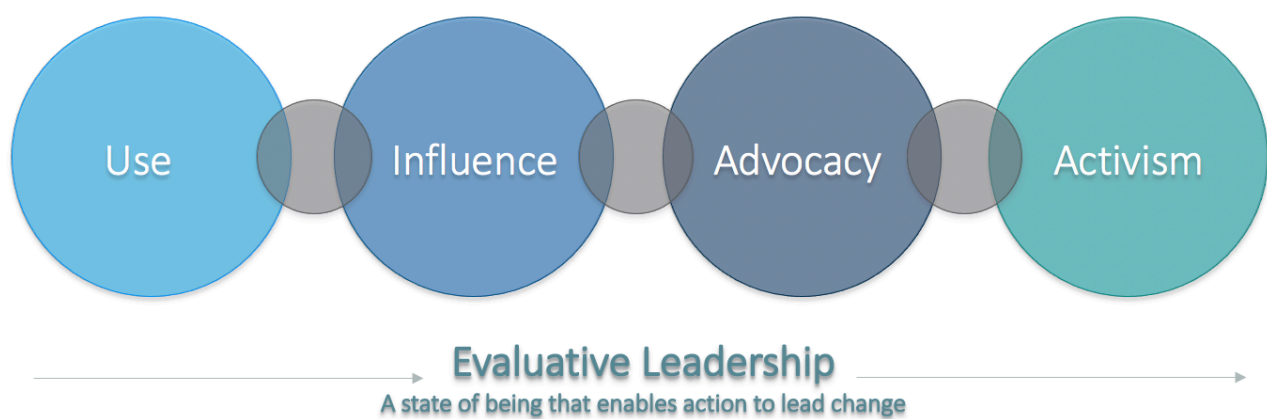 Use Influence Advocacy Activism
Evaluative Leadership
A state of being that enables action to lead change